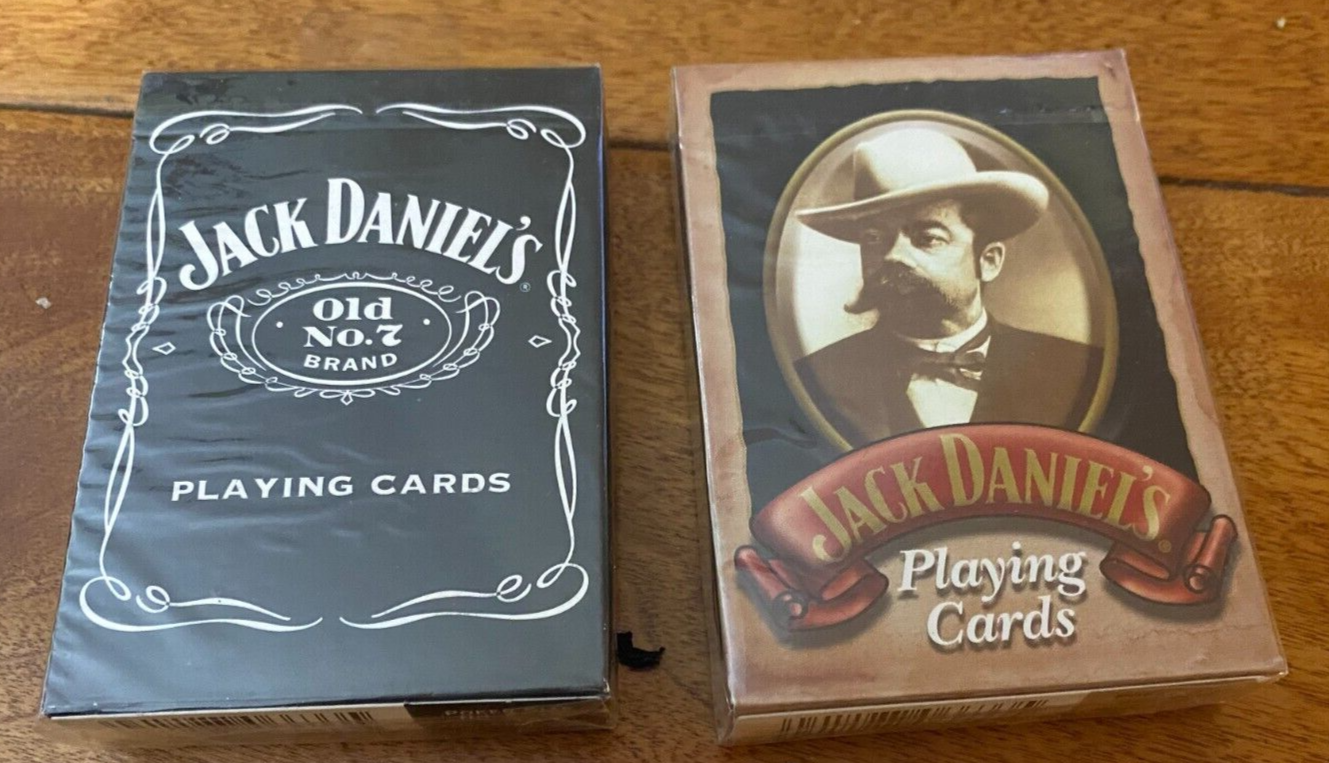 JACK DANIEL'S®
Old
No.7
BRAND
PLAYING CARDS
JACK DANIEL'S®
Playing
Cards